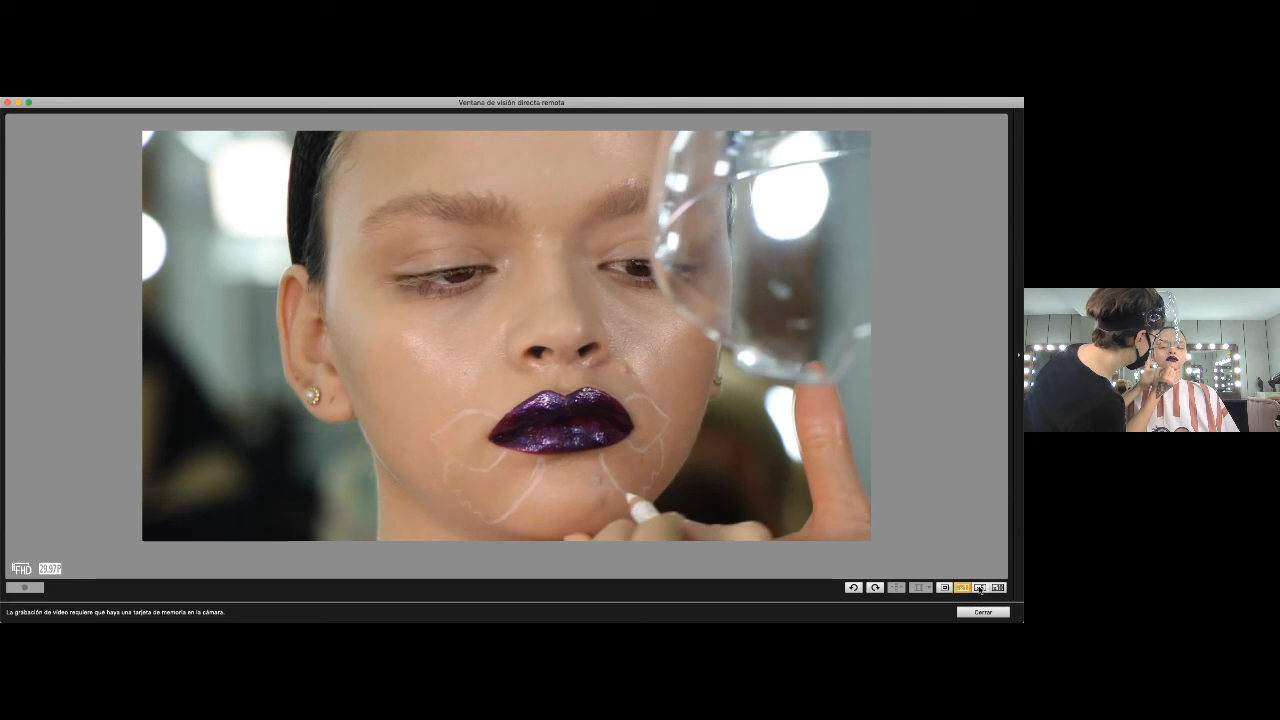 Ventana de visión directa remota
FHD 29.97P
La grabación de vídeo requiere que haya una tarjeta de memoria en la cámara.
Cerrar